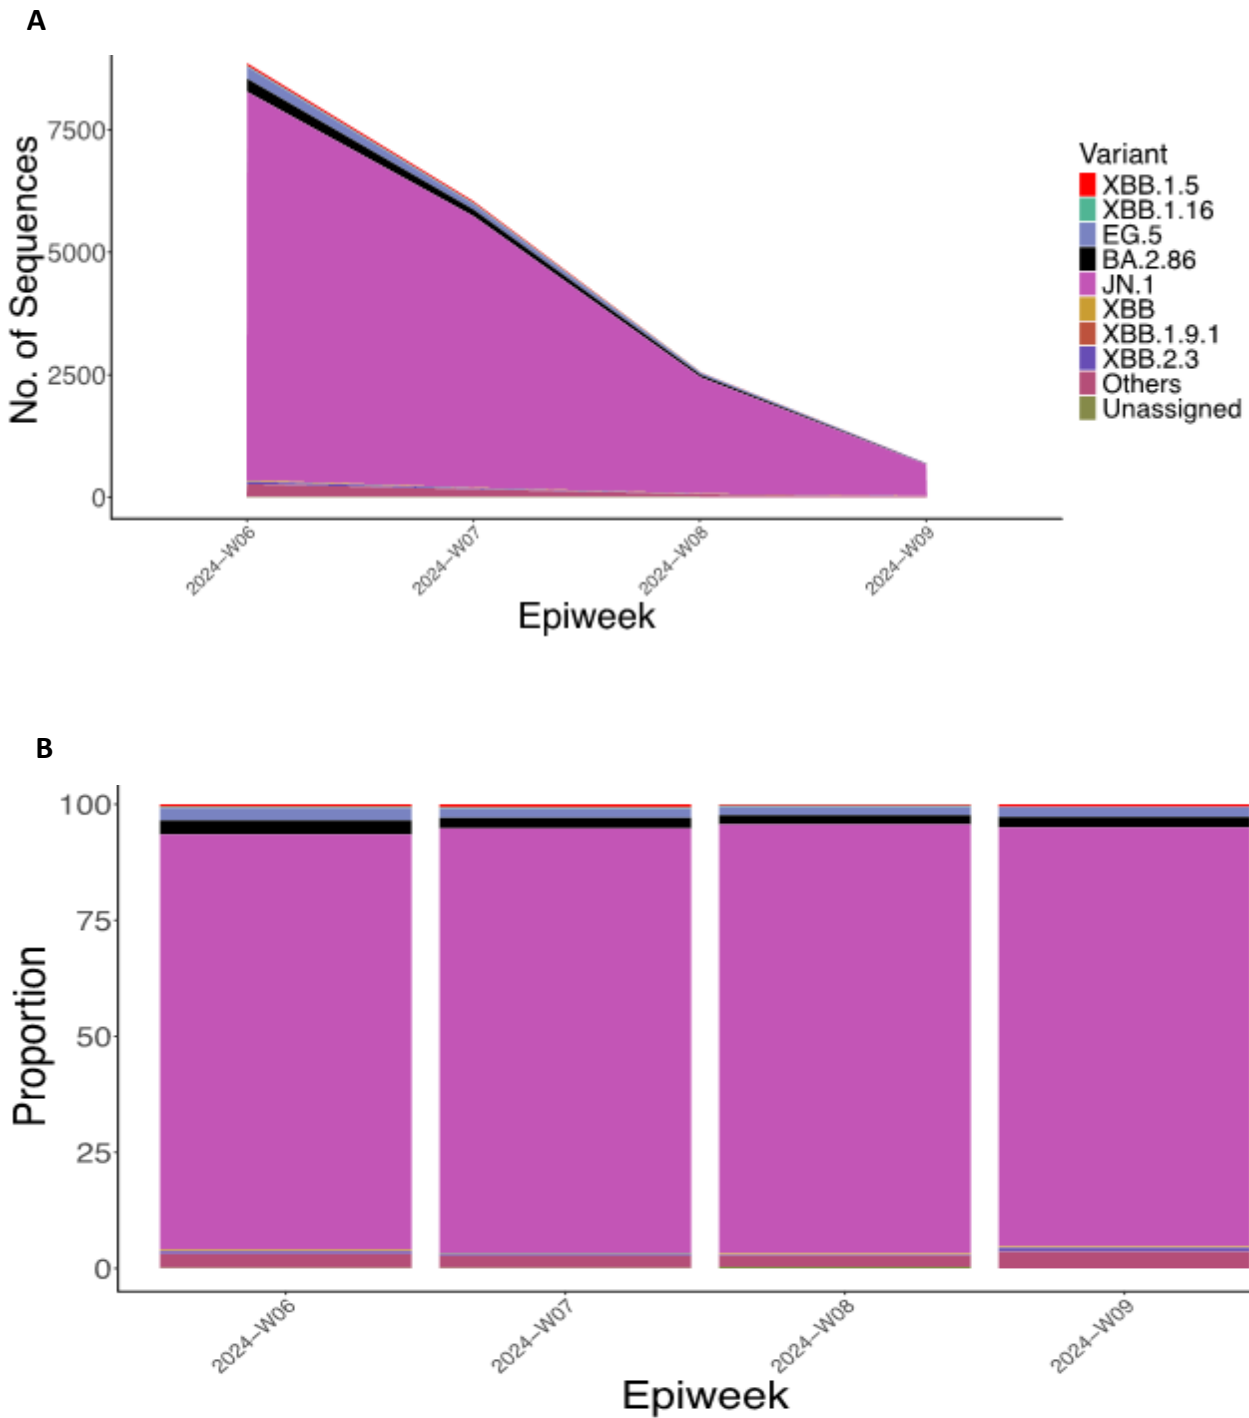 A
No. of Sequences
7500
5000
2500
0
2024–W06
2024–W07
2024–W08
2024–W09
Epiweek
Variant
XBB.1.5
XBB.1.16
EG.5
BA.2.86
JN.1
XBB
XBB.1.9.1
XBB.2.3
Others
Unassigned
B
Proportion
100
75
50
25
0
2024–W06
2024–W07
2024–W08
2024–W09
Epiweek